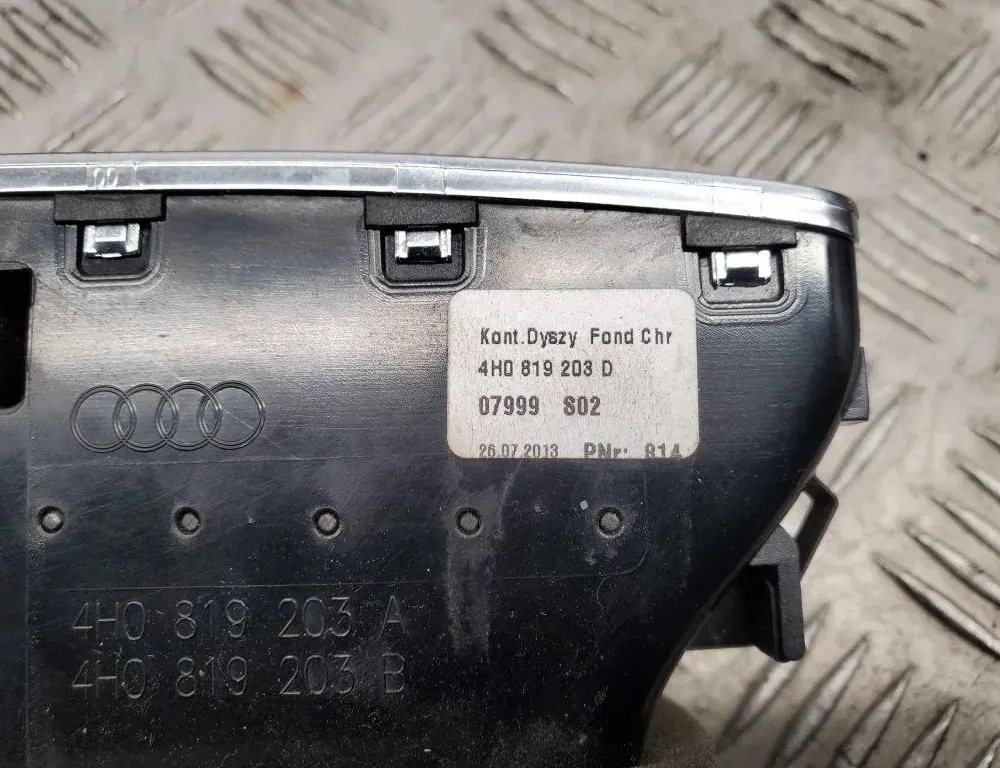 Kont.Dyszy Fond Chr
4H0 819 203 D
07999 S02
26.07.2013 PNr: 814
4H0 819 203 A
4H0 819 203 B